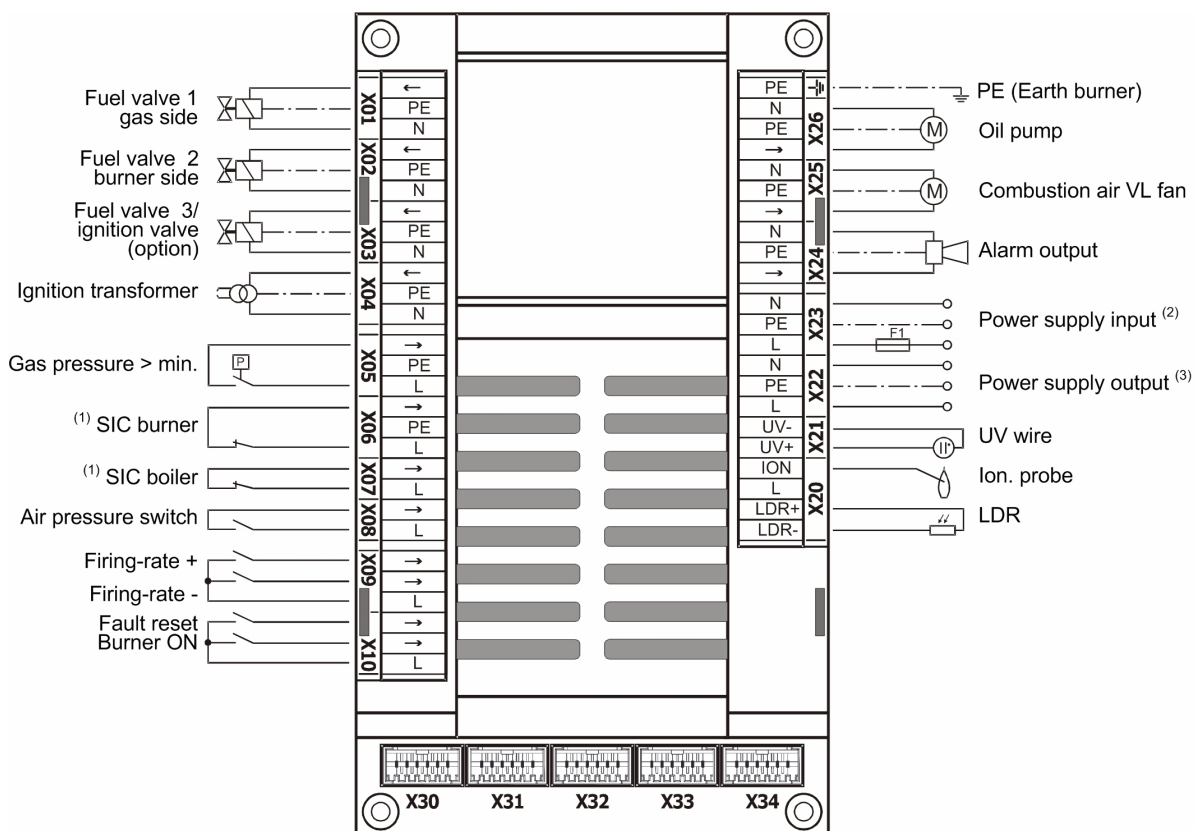 Fuel valve 1
gas side
Fuel valve 2
burner side
Fuel valve 3/
ignition valve
(option)
Ignition transformer
Gas pressure > min.
P
(1) SIC burner
(1) SIC boiler
Air pressure switch
Firing-rate +
Firing-rate -
Fault reset
Burner ON
X01
←
PE
N
X02
←
PE
N
X03
←
PE
N
X04
←
PE
N
X05
→
PE
L
X06
→
PE
L
X07
→
L
X08
→
L
X09
→
→
L
X10
→
→
L
PE
X26
N
PE
→
X25
N
PE
→
X24
N
PE
→
X23
N
PE
L
X22
N
PE
L
X21
UV-
UV+
X20
ION
L
LDR+
LDR-
PE (Earth burner)
M
Oil pump
M
Combustion air VL fan
Alarm output
Power supply input (2)
F1
Power supply output (3)
UV wire
Ion. probe
LDR
X30 X31 X32 X33 X34